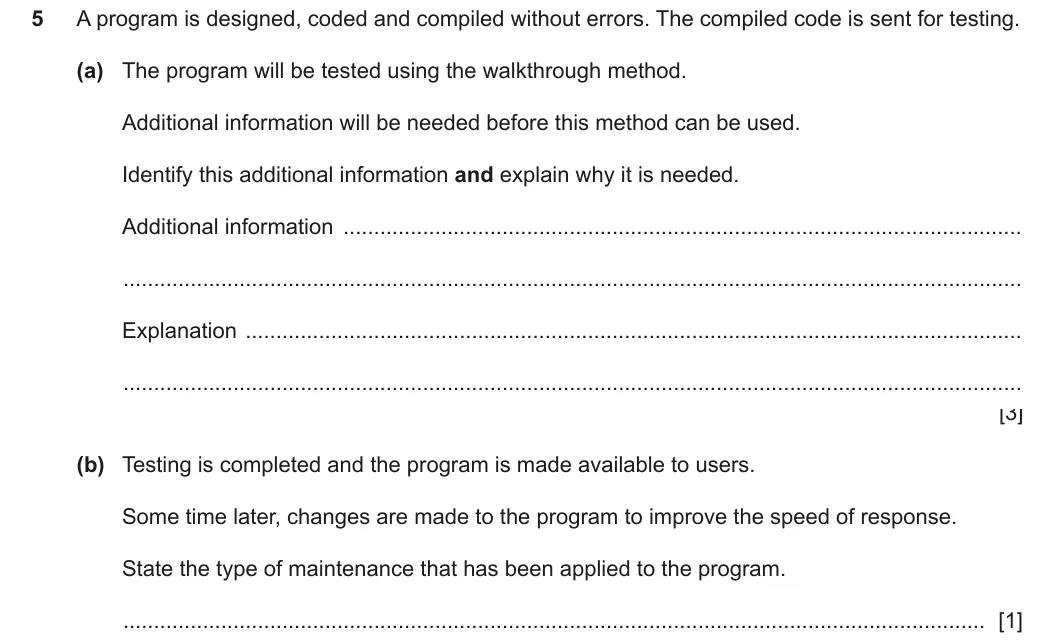 5 A program is designed, coded and compiled without errors. The compiled code is sent for testing.
(a) The program will be tested using the walkthrough method.
Additional information will be needed before this method can be used.
Identify this additional information and explain why it is needed.
Additional information ..........................................................................................................
..........................................................................................................................................
Explanation ..........................................................................................................................
..........................................................................................................................................
[3]
(b) Testing is completed and the program is made available to users.
Some time later, changes are made to the program to improve the speed of response.
State the type of maintenance that has been applied to the program.
.................................................................................................................................... [1]